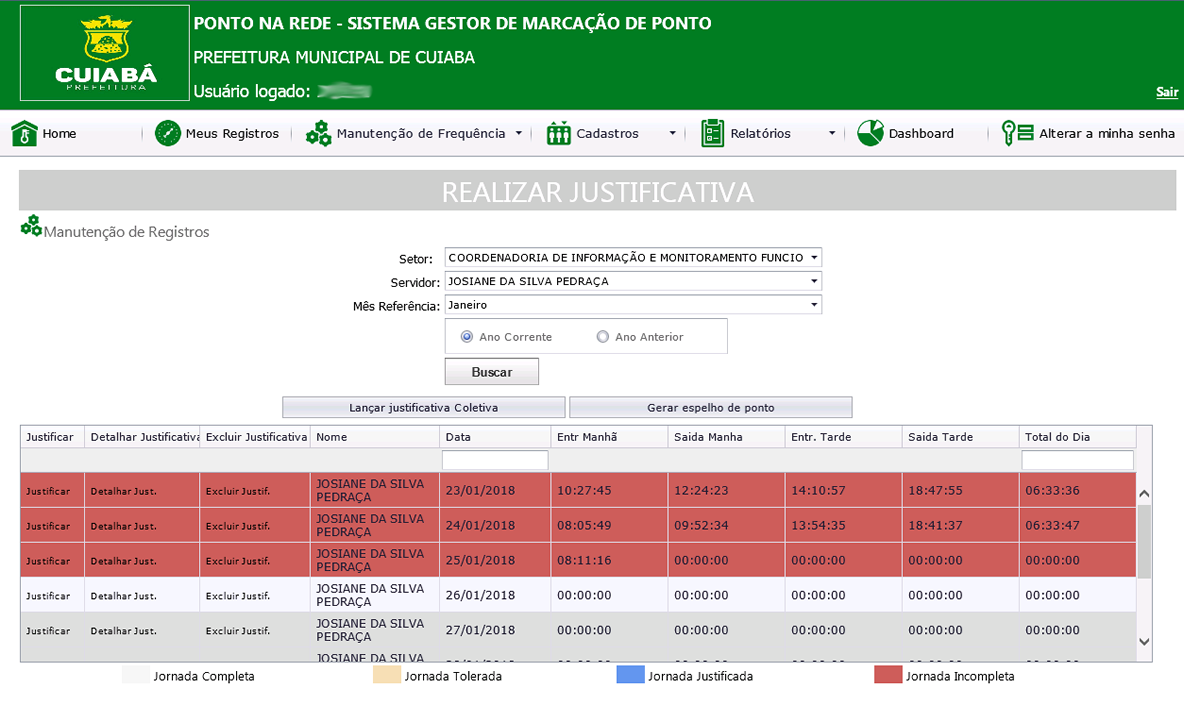 PONTO NA REDE - SISTEMA GESTOR DE MARCAÇÃO DE PONTO
PREFEITURA MUNICIPAL DE CUIABA
CUIABÁ
PREFEITURA
Usuário logado:
Sair
Home Meus Registros Manutenção de Frequência Cadastros Relatórios Dashboard Alterar a minha senha
REALIZAR JUSTIFICATIVA
Manutenção de Registros
Setor: COORDENADORIA DE INFORMAÇÃO E MONITORAMENTO FUNCIO
Servidor: JOSIANE DA SILVA PEDRAÇA
Mês Referência: Janeiro
Ano Corrente Ano Anterior
Buscar
Lançar justificativa Coletiva Gerar espelho de ponto
Justificar Detalhar Justificativa Excluir Justificativa Nome Data Entr Manhã Saida Manha Entr. Tarde Saida Tarde Total do Dia
Justificar Detalhar Just. Excluir Justif. JOSIANE DA SILVA PEDRAÇA 23/01/2018 10:27:45 12:24:23 14:10:57 18:47:55 06:33:36
Justificar Detalhar Just. Excluir Justif. JOSIANE DA SILVA PEDRAÇA 24/01/2018 08:05:49 09:52:34 13:54:35 18:41:37 06:33:47
Justificar Detalhar Just. Excluir Justif. JOSIANE DA SILVA PEDRAÇA 25/01/2018 08:11:16 00:00:00 00:00:00 00:00:00 00:00:00
Justificar Detalhar Just. Excluir Justif. JOSIANE DA SILVA PEDRAÇA 26/01/2018 00:00:00 00:00:00 00:00:00 00:00:00 00:00:00
Justificar Detalhar Just. Excluir Justif. JOSIANE DA SILVA PEDRAÇA 27/01/2018 00:00:00 00:00:00 00:00:00 00:00:00 00:00:00
JOSIANE DA SILVA
Jornada Completa Jornada Tolerada Jornada Justificada Jornada Incompleta